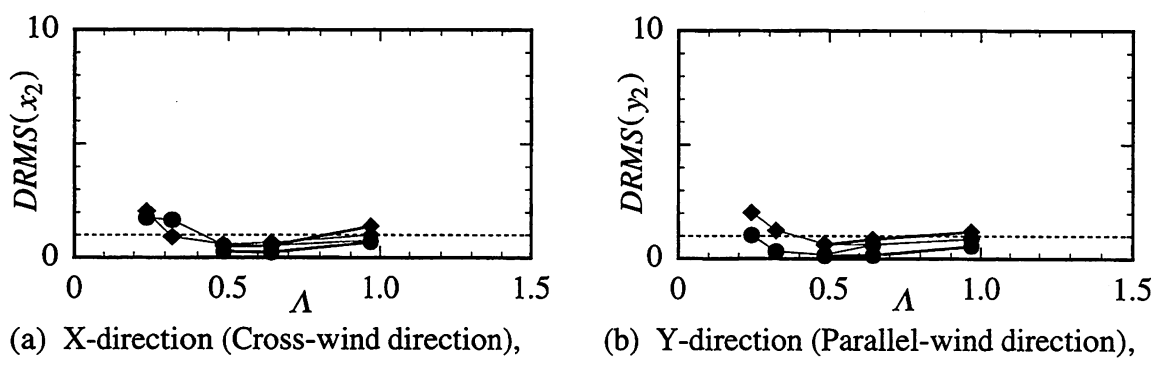 10
DRMS(x₂)
0
0.5
Λ
1.0
1.5
(a) X-direction (Cross-wind direction),
10
DRMS(y₂)
0
0
0.5
Λ
1.0
1.5
(b) Y-direction (Parallel-wind direction),